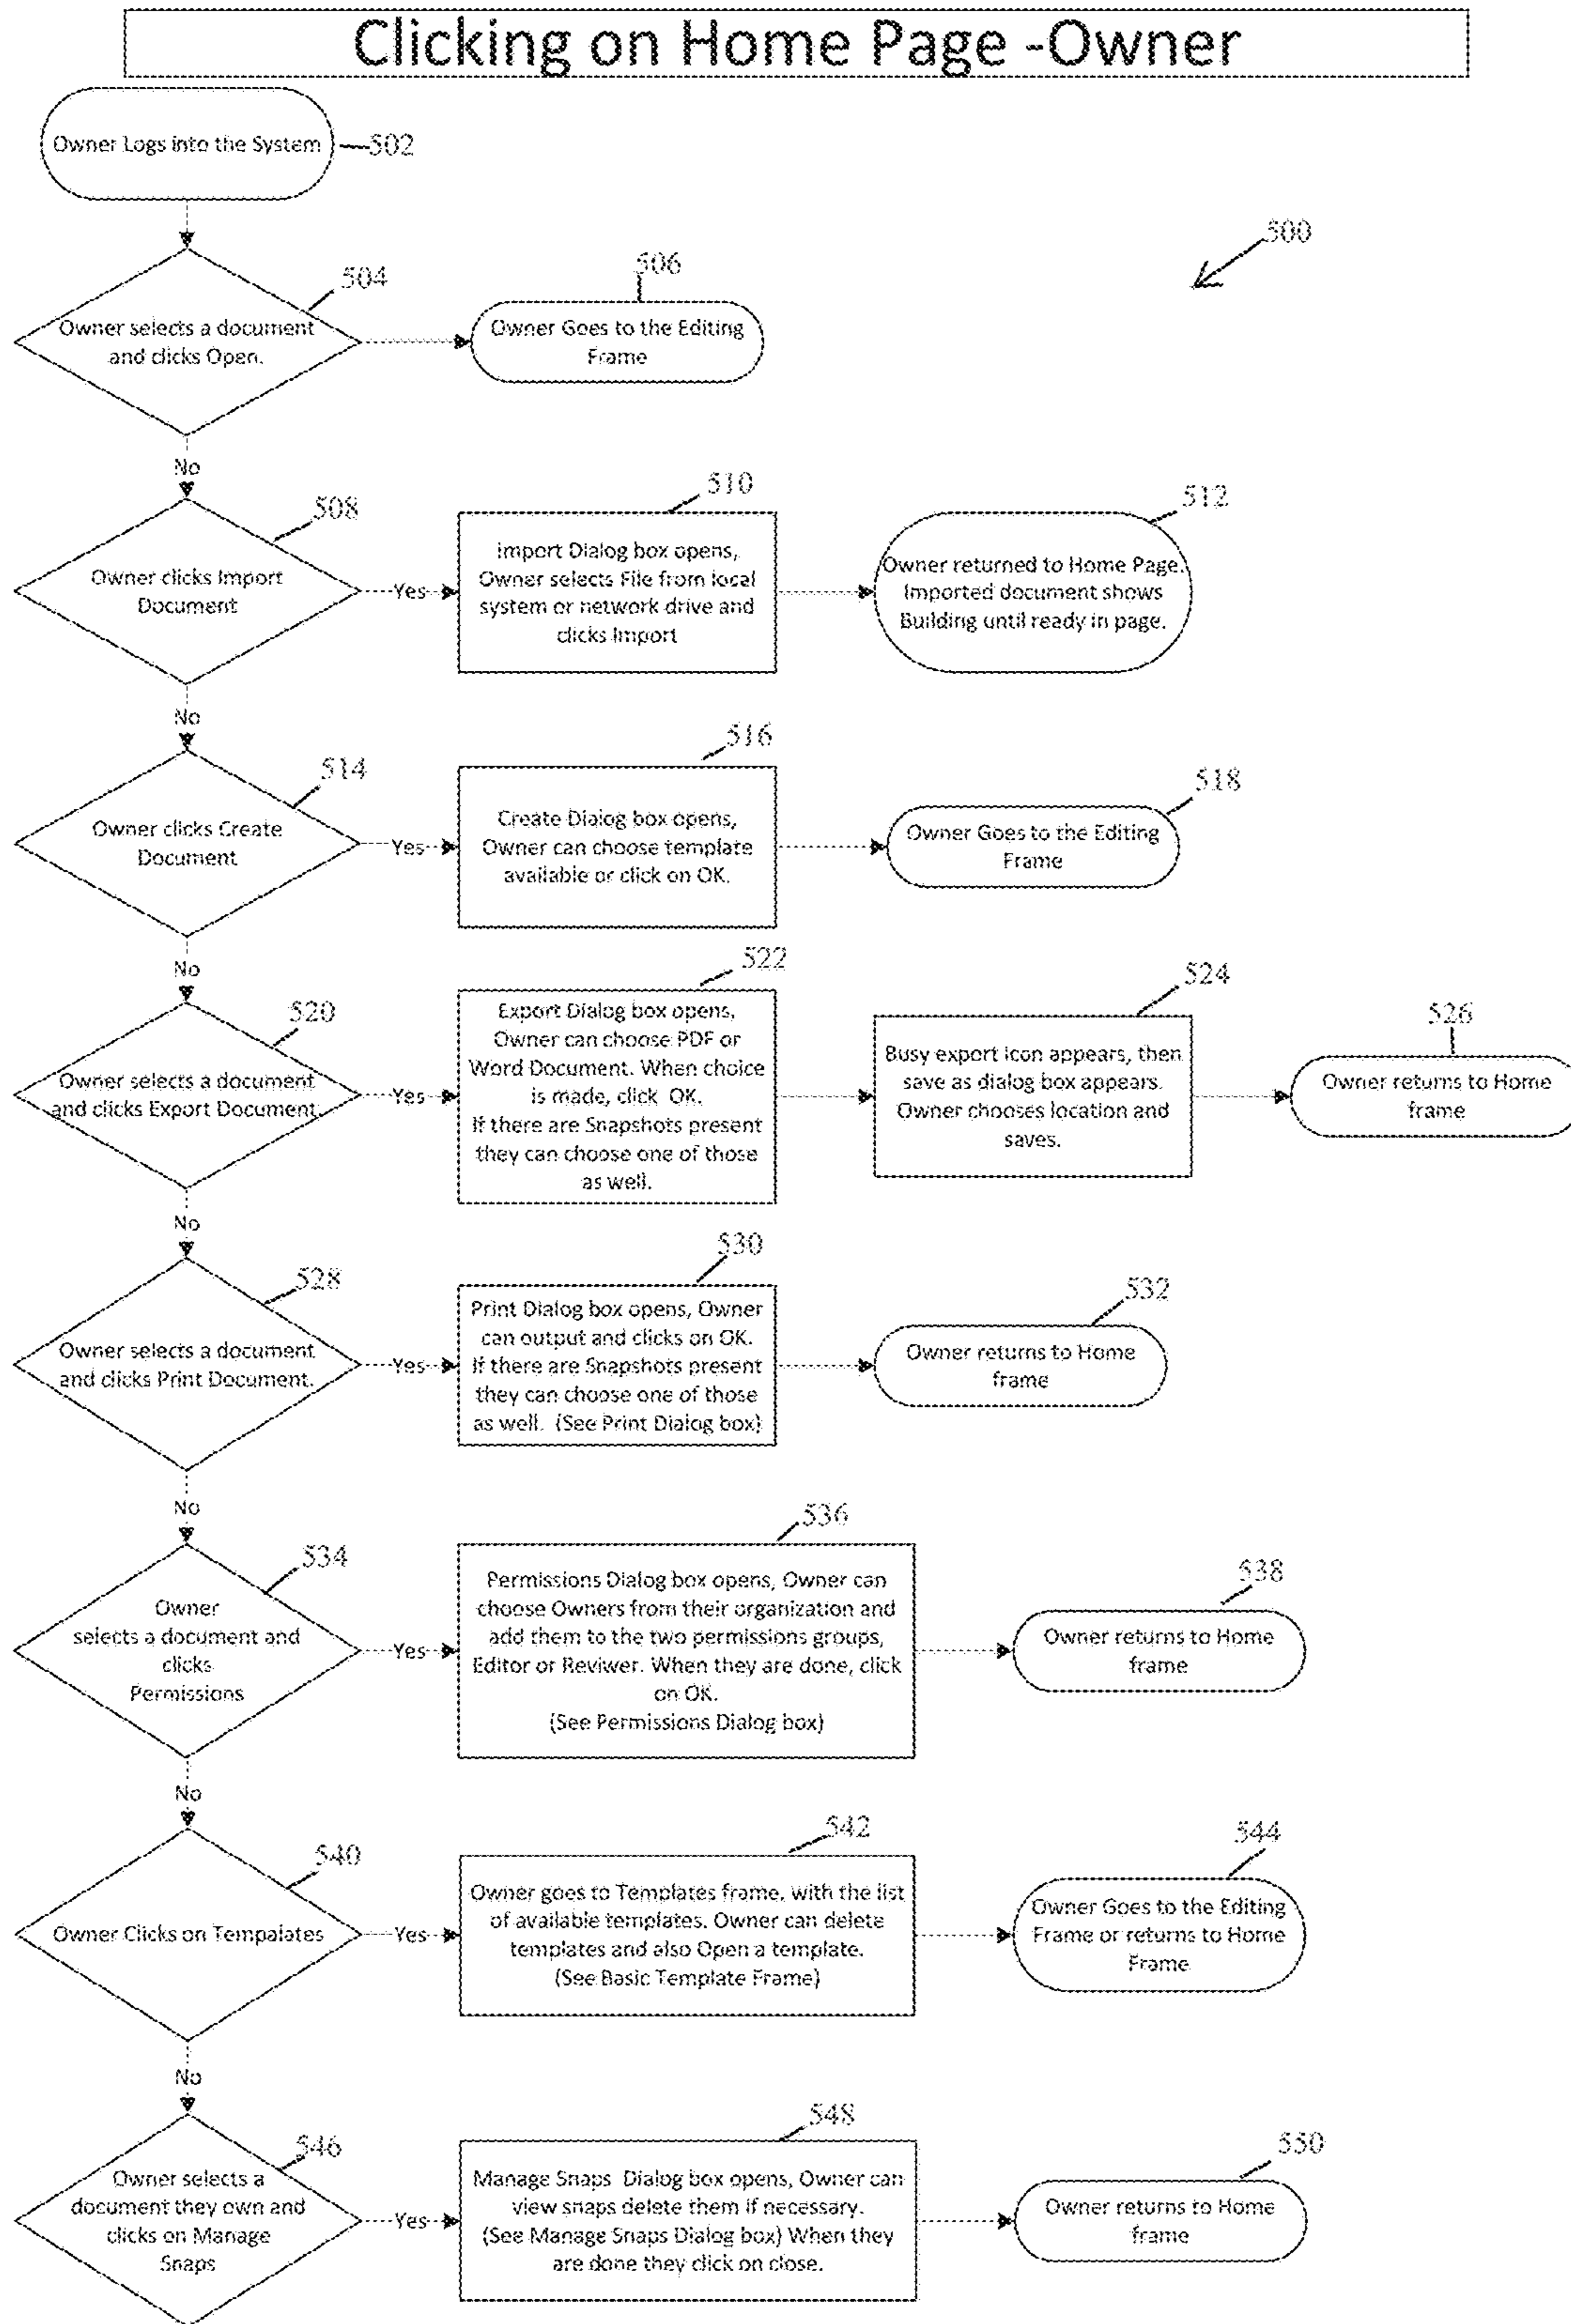 Clicking on Home Page -Owner
Owner Logs into the System
502
500
504
Owner selects a document
and clicks Open.
506
Owner Goes to the Editing
Frame
No
508
Owner clicks Import
Document
Yes
510
Import Dialog box opens,
Owner selects File from local
system or network drive and
clicks Import
512
Owner returned to Home Page.
Imported document shows
Building until ready in page.
No
514
Owner clicks Create
Document
Yes
516
Create Dialog box opens,
Owner can choose template
available or click on OK.
518
Owner Goes to the Editing
Frame
No
520
Owner selects a document
and clicks Export Document.
Yes
522
Export Dialog box opens,
Owner can choose PDF or
Word Document. When choice
is made, click OK.
If there are Snapshots present
they can choose one of those
as well.
524
Busy export icon appears, then
save as dialog box appears.
Owner chooses location and
saves.
526
Owner returns to Home
frame
No
528
Owner selects a document
and clicks Print Document.
Yes
530
Print Dialog box opens, Owner
can output and clicks on OK.
If there are Snapshots present
they can choose one of those
as well. (See Print Dialog box)
532
Owner returns to Home
frame
No
534
Owner
selects a document and
clicks
Permissions
Yes
536
Permissions Dialog box opens, Owner can
choose Owners from their organization and
add them to the two permissions groups,
Editor or Reviwer. When they are done, click
on OK.
(See Permissions Dialog box)
538
Owner returns to Home
frame
No
540
Owner Clicks on Tempalates
Yes
542
Owner goes to Templates frame, with the list
of available templates. Owner can delete
templates and also Open a template.
(See Basic Template Frame)
544
Owner Goes to the Editing
Frame or returns to Home
Frame
No
546
Owner selects a
document they own and
clicks on Manage
Snaps
Yes
548
Manage Snaps Dialog box opens, Owner can
view snaps delete them if necessary.
(See Manage Snaps Dialog box) When they
are done they click on close.
550
Owner returns to Home
frame